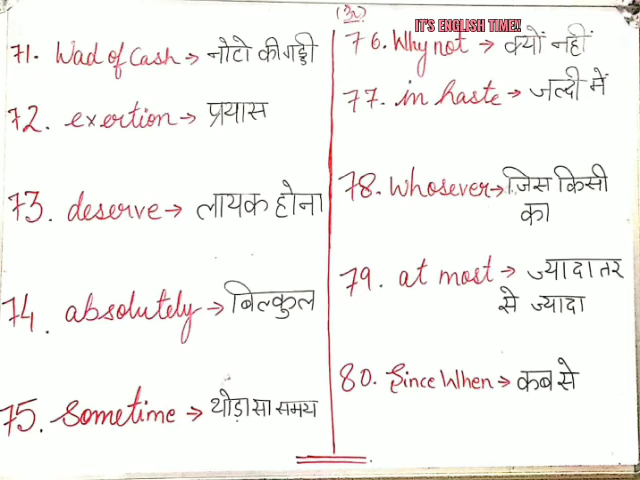 IT'S ENGLISH TIME!!
71. Wad of Cash → नोटो की गड्डी
72. exertion → प्रयास
73. deserve → लायक होना
74. absolutely → बिल्कुल
75. Sometime → थोड़ा सा समय
76. Why not → क्यों नहीं
77. in haste → जल्दी में
78. Whosever → जिस किसी
का
79. at most → ज्यादातर
से ज्यादा
80. Since When → कब से